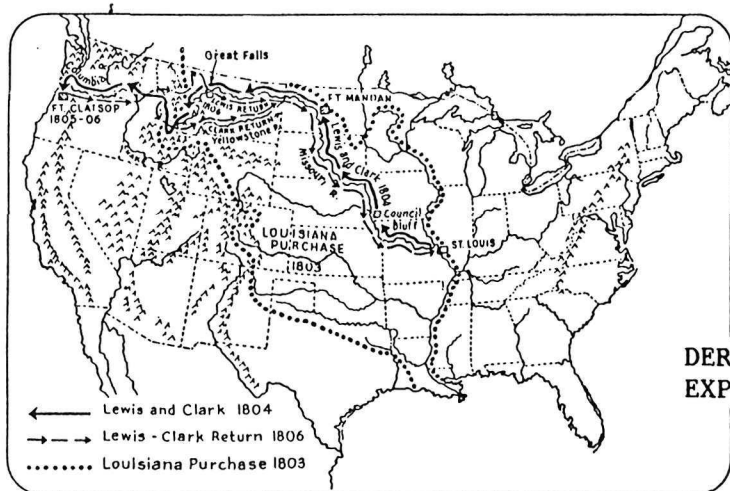 Great Falls
Columbia R.
FT. CLATSOP
1805-06
LEWIS RETURN
1806
CLARK RETURN
Yellowstone R.
FT. MANDAN
Lewis and Clark 1804
Missouri R.
Council
bluff
ST. LOUIS
LOUISIANA
PURCHASE
1803
DER
EXP
Lewis and Clark 1804
Lewis - Clark Return 1806
Louisiana Purchase 1803